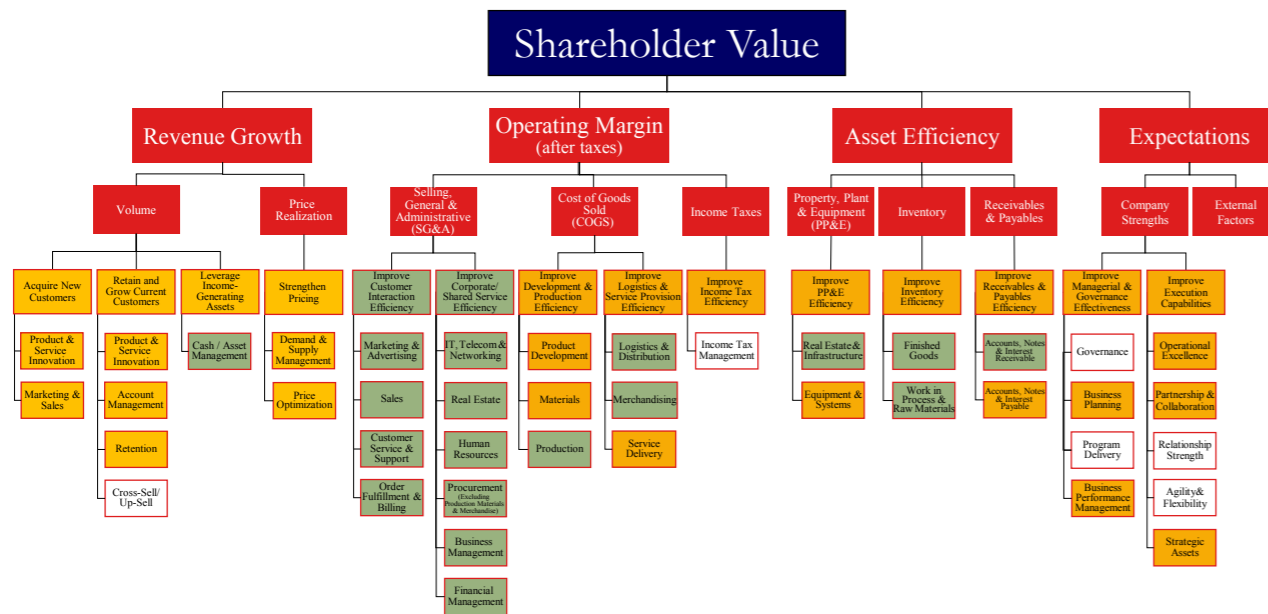 Shareholder Value
Revenue Growth
Operating Margin
(after taxes)
Asset Efficiency
Expectations
Volume
Price
Realization
Selling,
General &
Administrative
(SG&A)
Cost of Goods
Sold
(COGS)
Income Taxes
Property, Plant
& Equipment
(PP&E)
Inventory
Receivables
& Payables
Company
Strengths
External
Factors
Acquire New
Customers
Retain and
Grow Current
Customers
Leverage
Income-
Generating
Assets
Strengthen
Pricing
Improve
Customer
Interaction
Efficiency
Improve
Corporate/
Shared Service
Efficiency
Improve
Development &
Production
Efficiency
Improve
Logistics &
Service Provision
Efficiency
Improve
Income Tax
Efficiency
Improve
PP&E
Efficiency
Improve
Inventory
Efficiency
Improve
Receivables &
Payables
Efficiency
Improve
Managerial &
Governance
Effectiveness
Improve
Execution
Capabilities
Product &
Service
Innovation
Marketing &
Sales
Product &
Service
Innovation
Account
Management
Retention
Cross-Sell/
Up-Sell
Cash / Asset
Management
Demand &
Supply
Management
Price
Optimization
Marketing &
Advertising
Sales
Customer
Service &
Support
Order
Fulfillment &
Billing
IT, Telecom &
Networking
Real Estate
Human
Resources
Procurement
(Excluding
Production Materials
& Merchandise)
Business
Management
Financial
Management
Product
Development
Materials
Production
Logistics &
Distribution
Merchandising
Service
Delivery
Income Tax
Management
Real Estate &
Infrastructure
Equipment &
Systems
Finished
Goods
Work in
Process &
Raw Materials
Accounts, Notes
& Interest
Receivable
Accounts, Notes
& Interest
Payable
Governance
Business
Planning
Program
Delivery
Business
Performance
Management
Operational
Excellence
Partnership &
Collaboration
Relationship
Strength
Agility&
Flexibility
Strategic
Assets